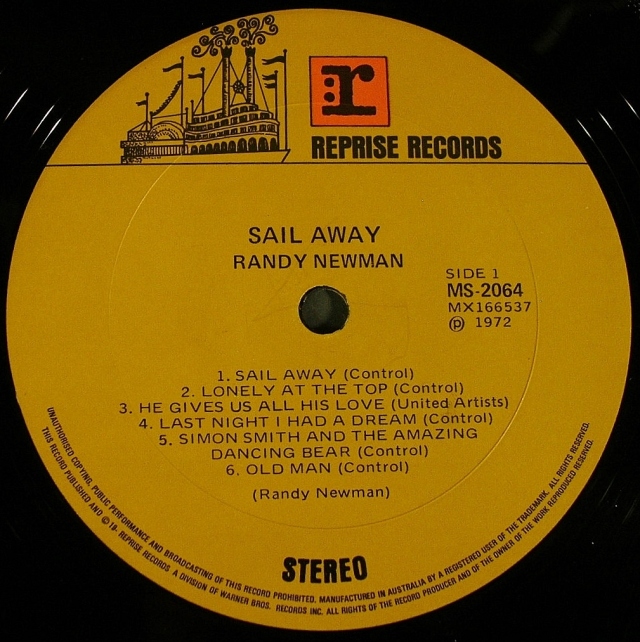 r
REPRISE RECORDS
SAIL AWAY
RANDY NEWMAN
SIDE 1
MS-2064
MX166537
℗ 1972
1. SAIL AWAY (Control)
2. LONELY AT THE TOP (Control)
3. HE GIVES US ALL HIS LOVE (United Artists)
4. LAST NIGHT I HAD A DREAM (Control)
5. SIMON SMITH AND THE AMAZING
DANCING BEAR (Control)
6. OLD MAN (Control)
(Randy Newman)
STEREO
UNAUTHORISED COPYING, PUBLIC PERFORMANCE AND BROADCASTING OF THIS RECORD PROHIBITED. MANUFACTURED IN AUSTRALIA BY A REGISTERED USER OF THE TRADEMARK. ALL RIGHTS RESERVED.
THIS RECORD PUBLISHED AND © 19- REPRISE RECORDS A DIVISION OF WARNER BROS. RECORDS INC. ALL RIGHTS OF THE RECORD PRODUCER AND OF THE OWNER OF THE WORK REPRODUCED RESERVED.